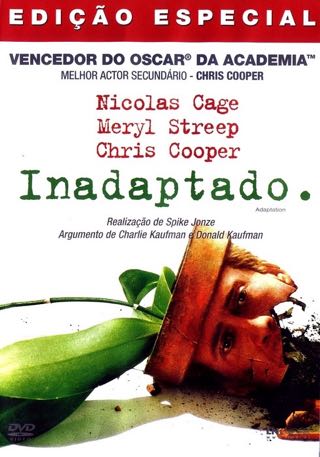 EDIÇÃO ESPECIAL
VENCEDOR DO OSCAR® DA ACADEMIA™
MELHOR ACTOR SECUNDÁRIO - CHRIS COOPER
Nicolas Cage
Meryl Streep
Chris Cooper
Inadaptado.
Adaptation
Realização de Spike Jonze
Argumento de Charlie Kaufman e Donald Kaufman
DVD